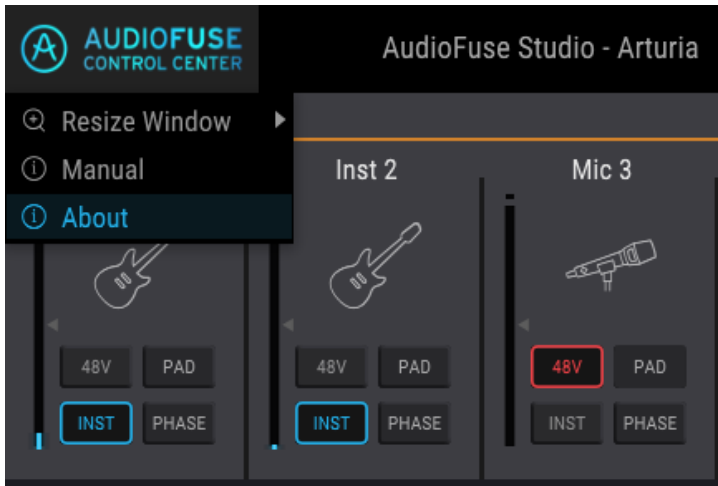 AUDIOFUSE
CONTROL CENTER
AudioFuse Studio - Arturia
Resize Window
Manual
About
Inst 2
Mic 3
48V PAD
INST PHASE
48V PAD
INST PHASE
48V PAD
INST PHASE